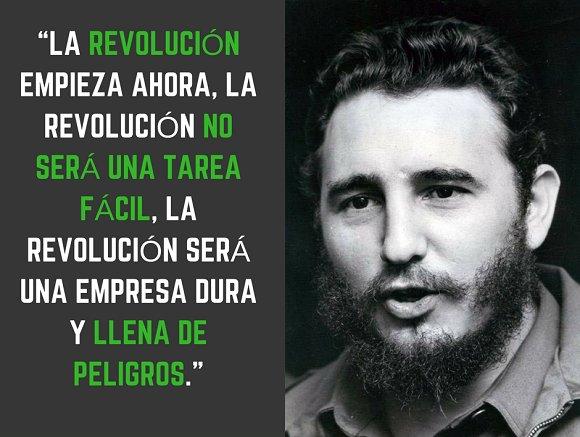 “LA REVOLUCIÓN
EMPIEZA AHORA, LA
REVOLUCIÓN NO
SERÁ UNA TAREA
FÁCIL, LA
REVOLUCIÓN SERÁ
UNA EMPRESA DURA
Y LLENA DE
PELIGROS.”